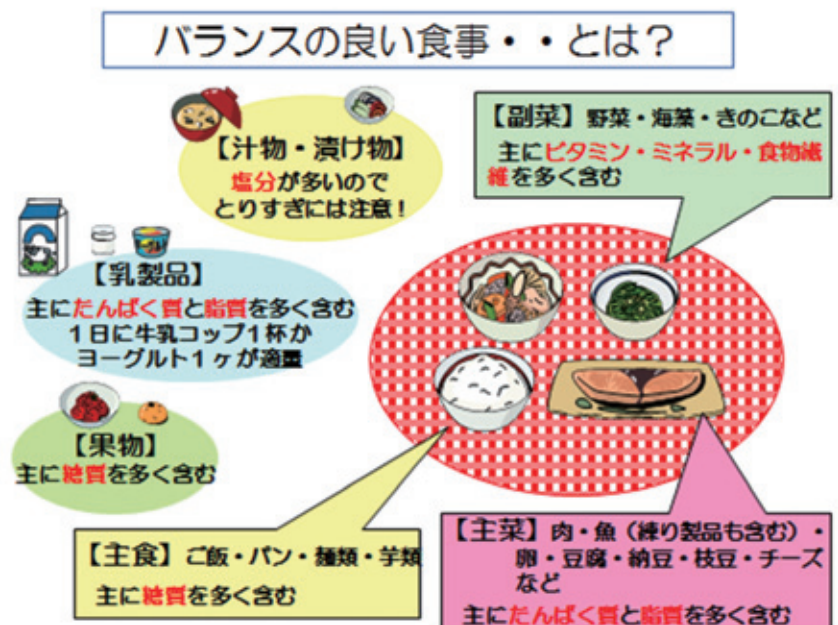 バランスの良い食事・・とは？
【汁物・漬け物】
塩分が多いので
とりすぎには注意！
【副菜】野菜・海藻・きのこなど
主にビタミン・ミネラル・食物繊
維を多く含む
【乳製品】
主にたんぱく質と脂質を多く含む
１日に牛乳コップ１杯か
ヨーグルト１ヶが適量
【果物】
主に糖質を多く含む
【主食】ご飯・パン・麺類・芋類
主に糖質を多く含む
【主菜】肉・魚（練り製品も含む）・
卵・豆腐・納豆・枝豆・チーズ
など
主にたんぱく質と脂質を多く含む